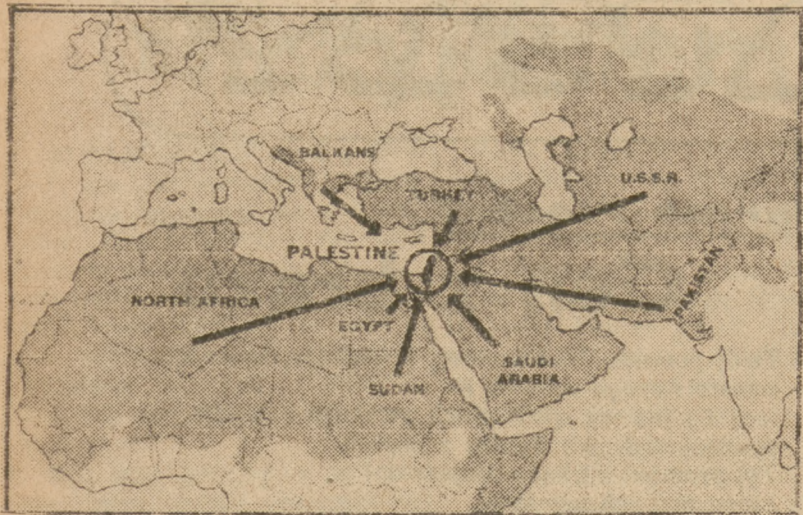 BALKANS
TURKEY
U.S.S.R.
PALESTINE
NORTH AFRICA
PAKISTAN
EGYPT
SAUDI
ARABIA
SUDAN